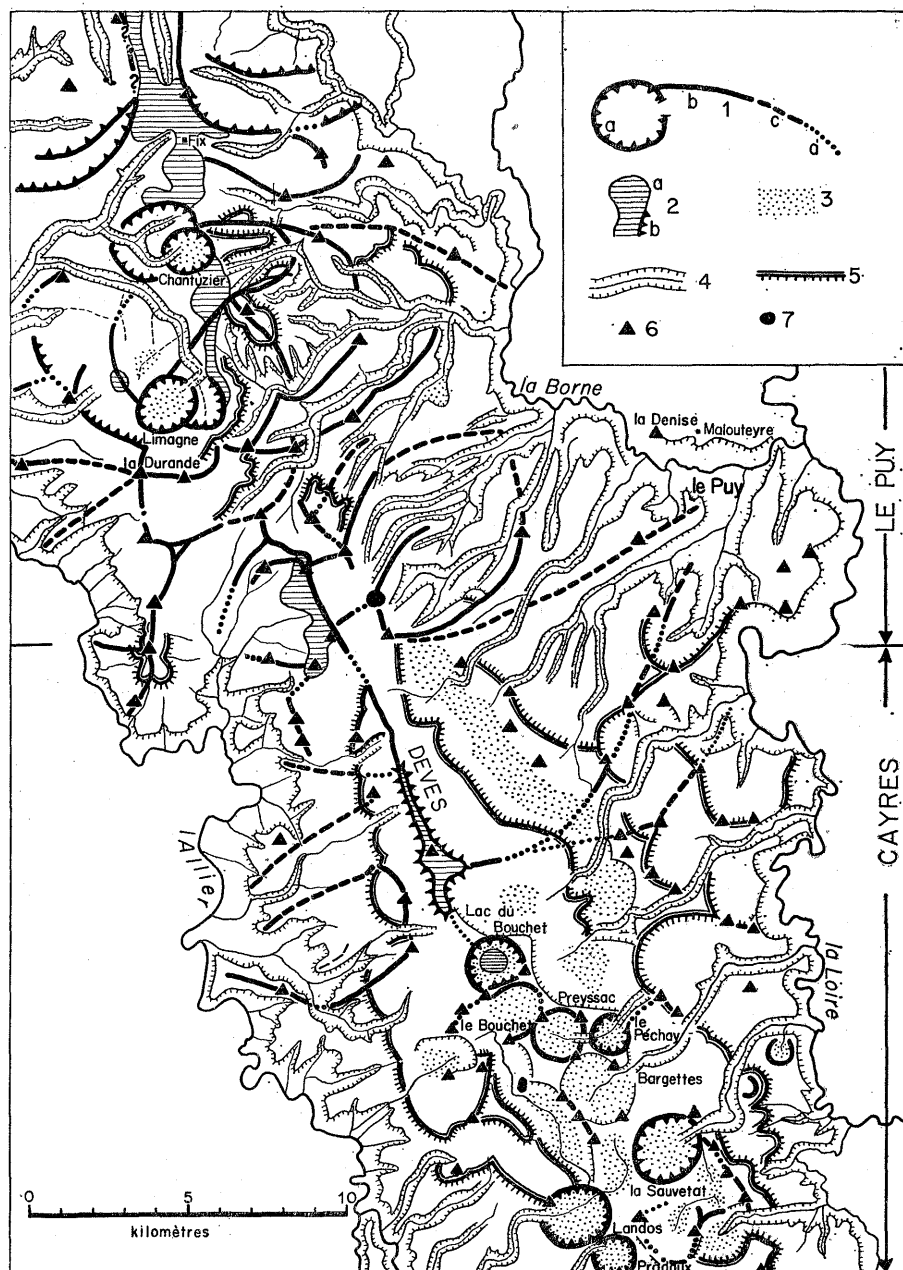 a
b
1
c
d
a
2
b
3
4
5
6
7
Fix
Chantuzier
Limagne
la Durande
la Borne
la Denise
Malouteyre
le Puy
LE PUY
DEVES
CAYRES
l'Allier
Lac du
Bouchet
Preyssac
le Bouchet
le
Péchay
la Loire
Bargettes
la Sauvetat
Landos
Praclaux
0 5 10
kilomètres